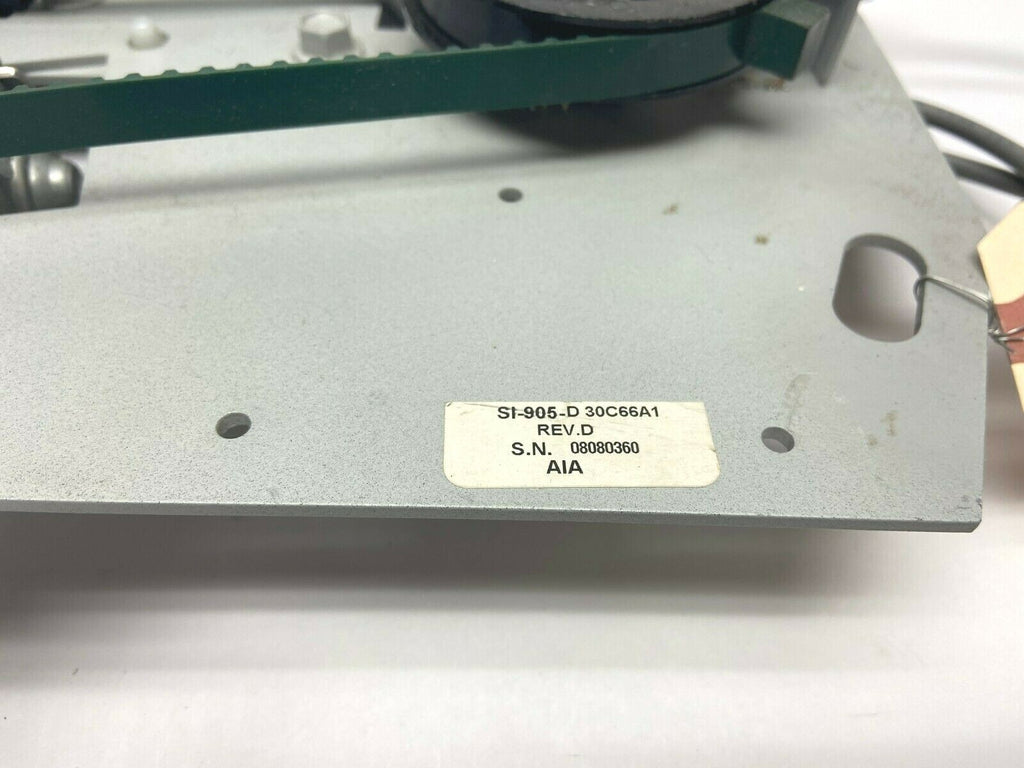 SI-905-D 30C66A1
REV.D
S.N. 08080360
AIA